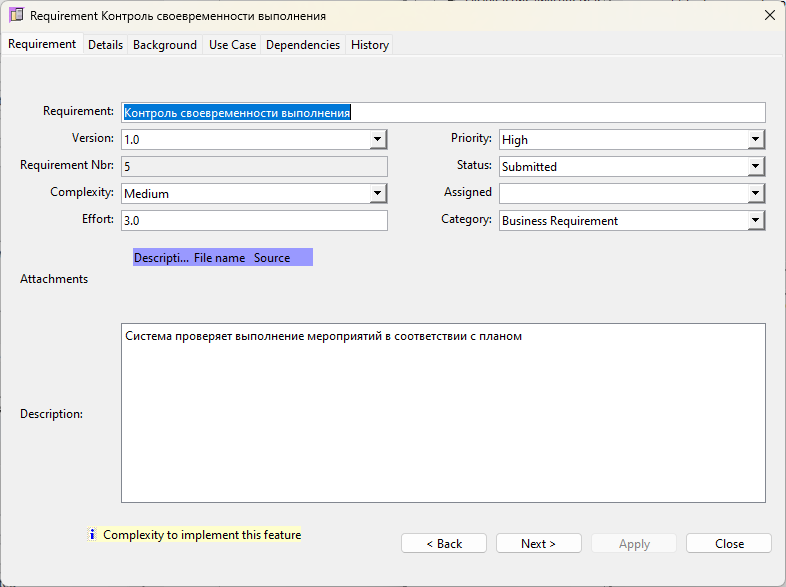 Requirement Контроль своевременности выполнения
Requirement Details Background Use Case Dependencies History
Requirement: Контроль своевременности выполнения
Version: 1.0 Priority: High
Requirement Nbr: 5 Status: Submitted
Complexity: Medium Assigned
Effort: 3.0 Category: Business Requirement
Descripti... File name Source
Attachments
Система проверяет выполнение мероприятий в соответствии с планом
Description:
Complexity to implement this feature
< Back Next > Apply Close